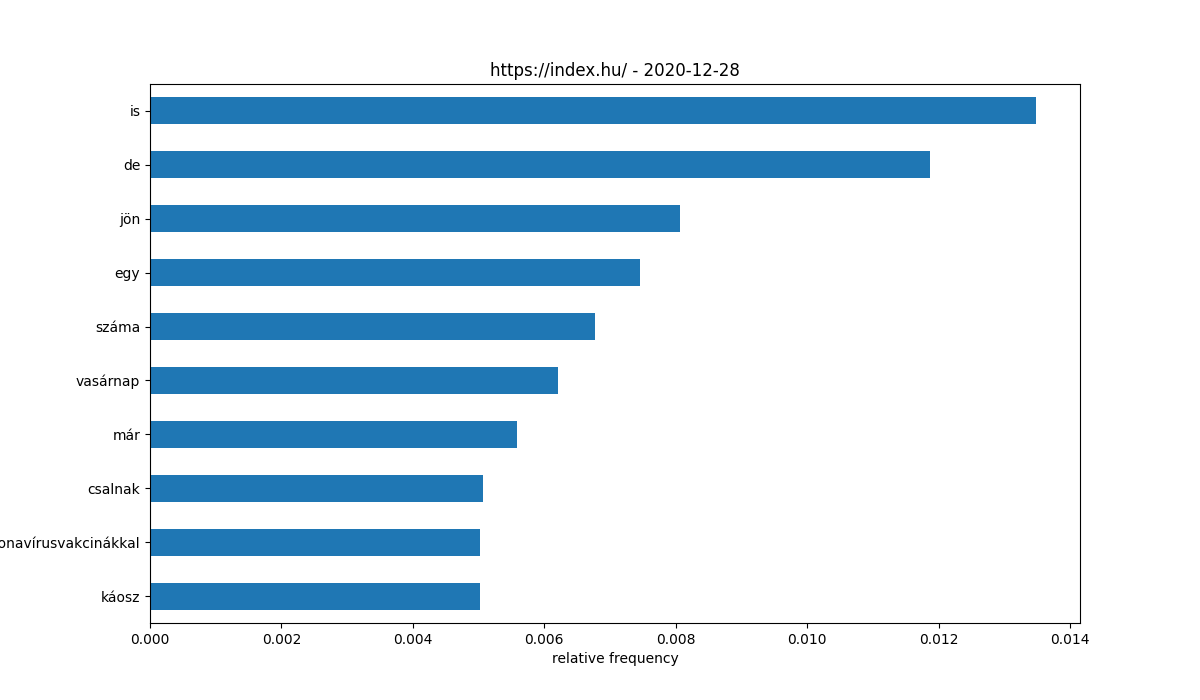 https://index.hu/ - 2020-12-28
is
de
jön
egy
száma
vasárnap
már
csalnak
onavírusvakcinákkal
káosz
0.000 0.002 0.004 0.006 0.008 0.010 0.012 0.014
relative frequency